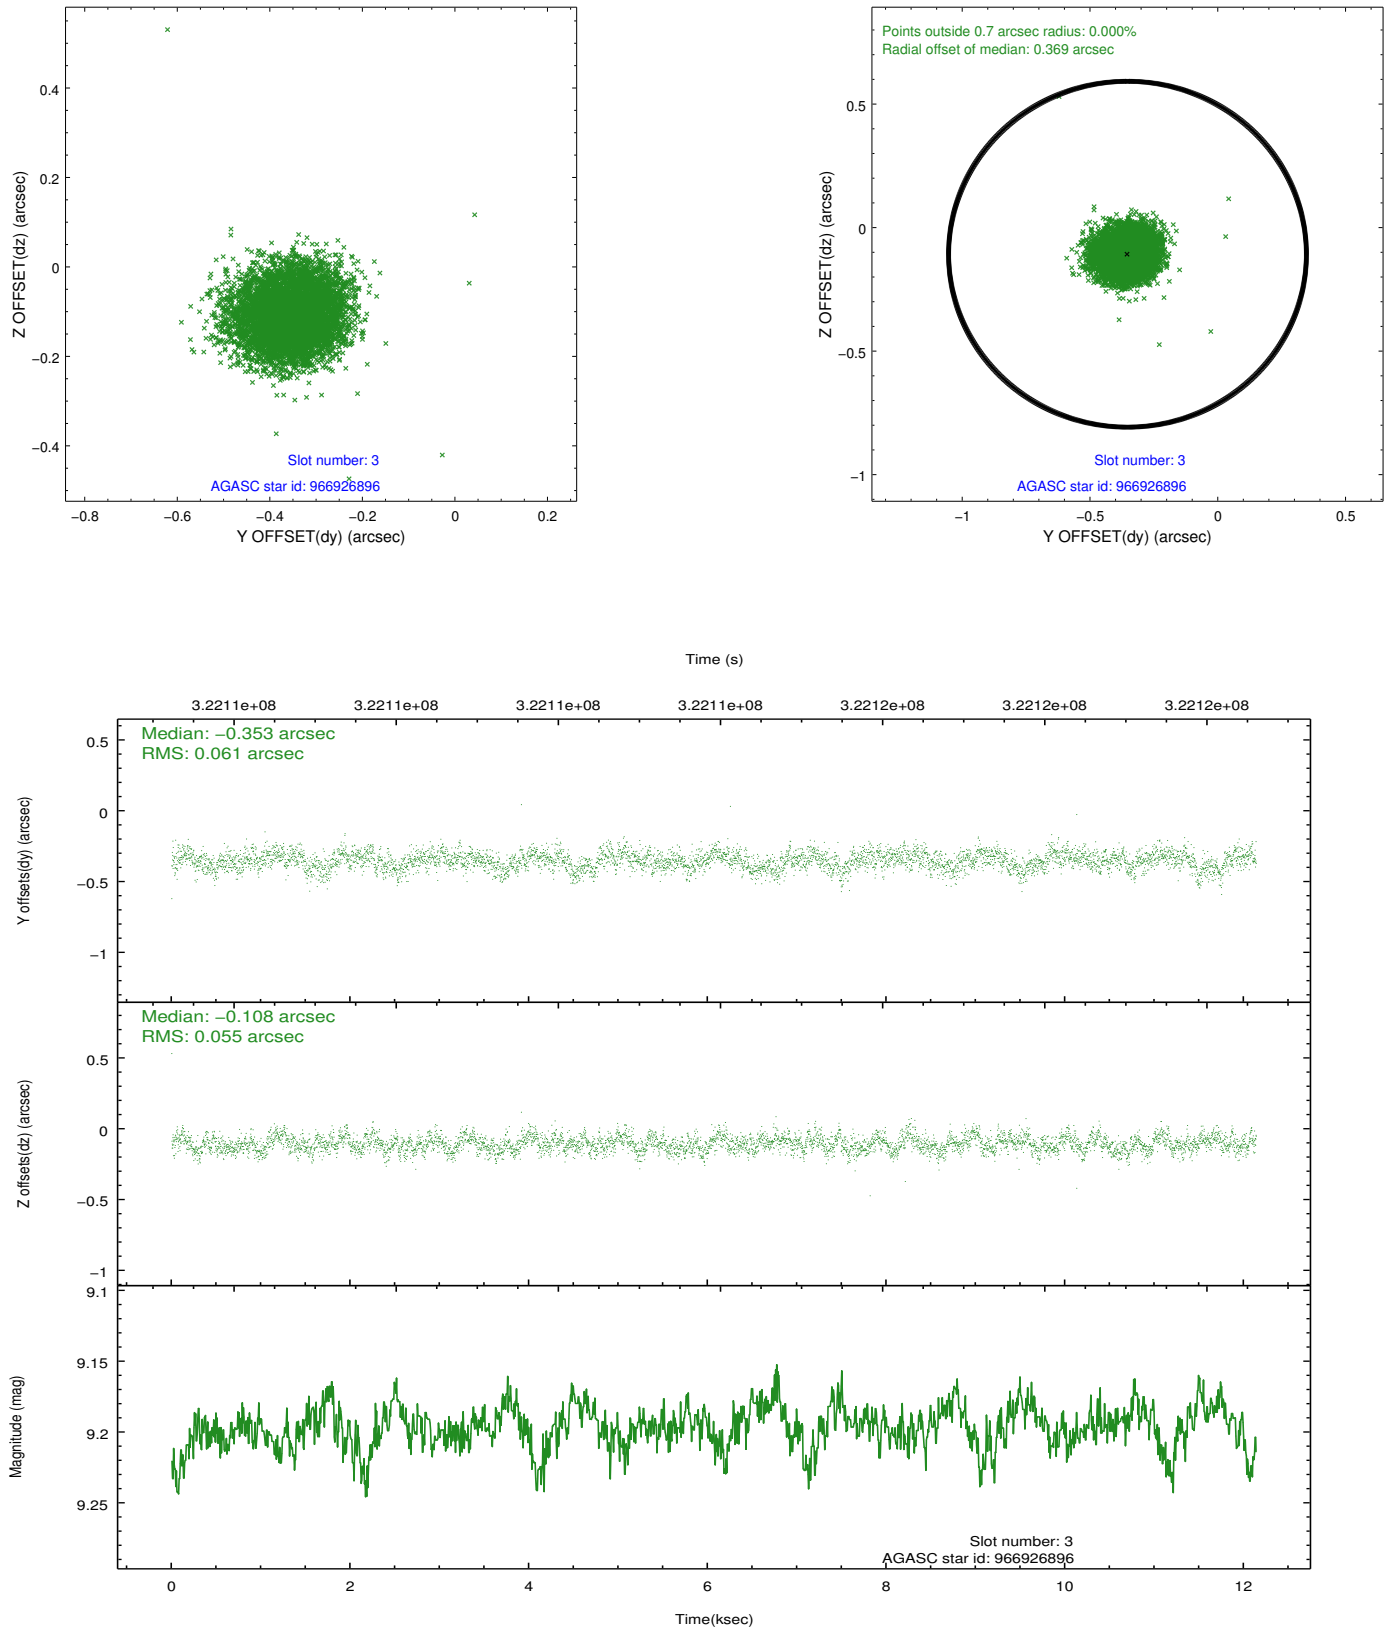 0.4
0.2
0
−0.2
−0.4
Z OFFSET(dz) (arcsec)
Slot number: 3
AGASC star id: 966926896
−0.8 −0.6 −0.4 −0.2 0 0.2
Y OFFSET(dy) (arcsec)
Points outside 0.7 arcsec radius: 0.000%
Radial offset of median: 0.369 arcsec
0.5
0
−0.5
−1
Z OFFSET(dz) (arcsec)
Slot number: 3
AGASC star id: 966926896
−1 −0.5 0 0.5
Y OFFSET(dy) (arcsec)
Time (s)
3.2211e+08 3.2211e+08 3.2211e+08 3.2211e+08 3.2212e+08 3.2212e+08 3.2212e+08
Median: −0.353 arcsec
RMS: 0.061 arcsec
0.5
0
−0.5
−1
Y offsets(dy) (arcsec)
Median: −0.108 arcsec
RMS: 0.055 arcsec
0.5
0
−0.5
−1
Z offsets(dz) (arcsec)
9.1
9.15
9.2
9.25
Magnitude (mag)
Slot number: 3
AGASC star id: 966926896
0 2 4 6 8 10 12
Time(ksec)